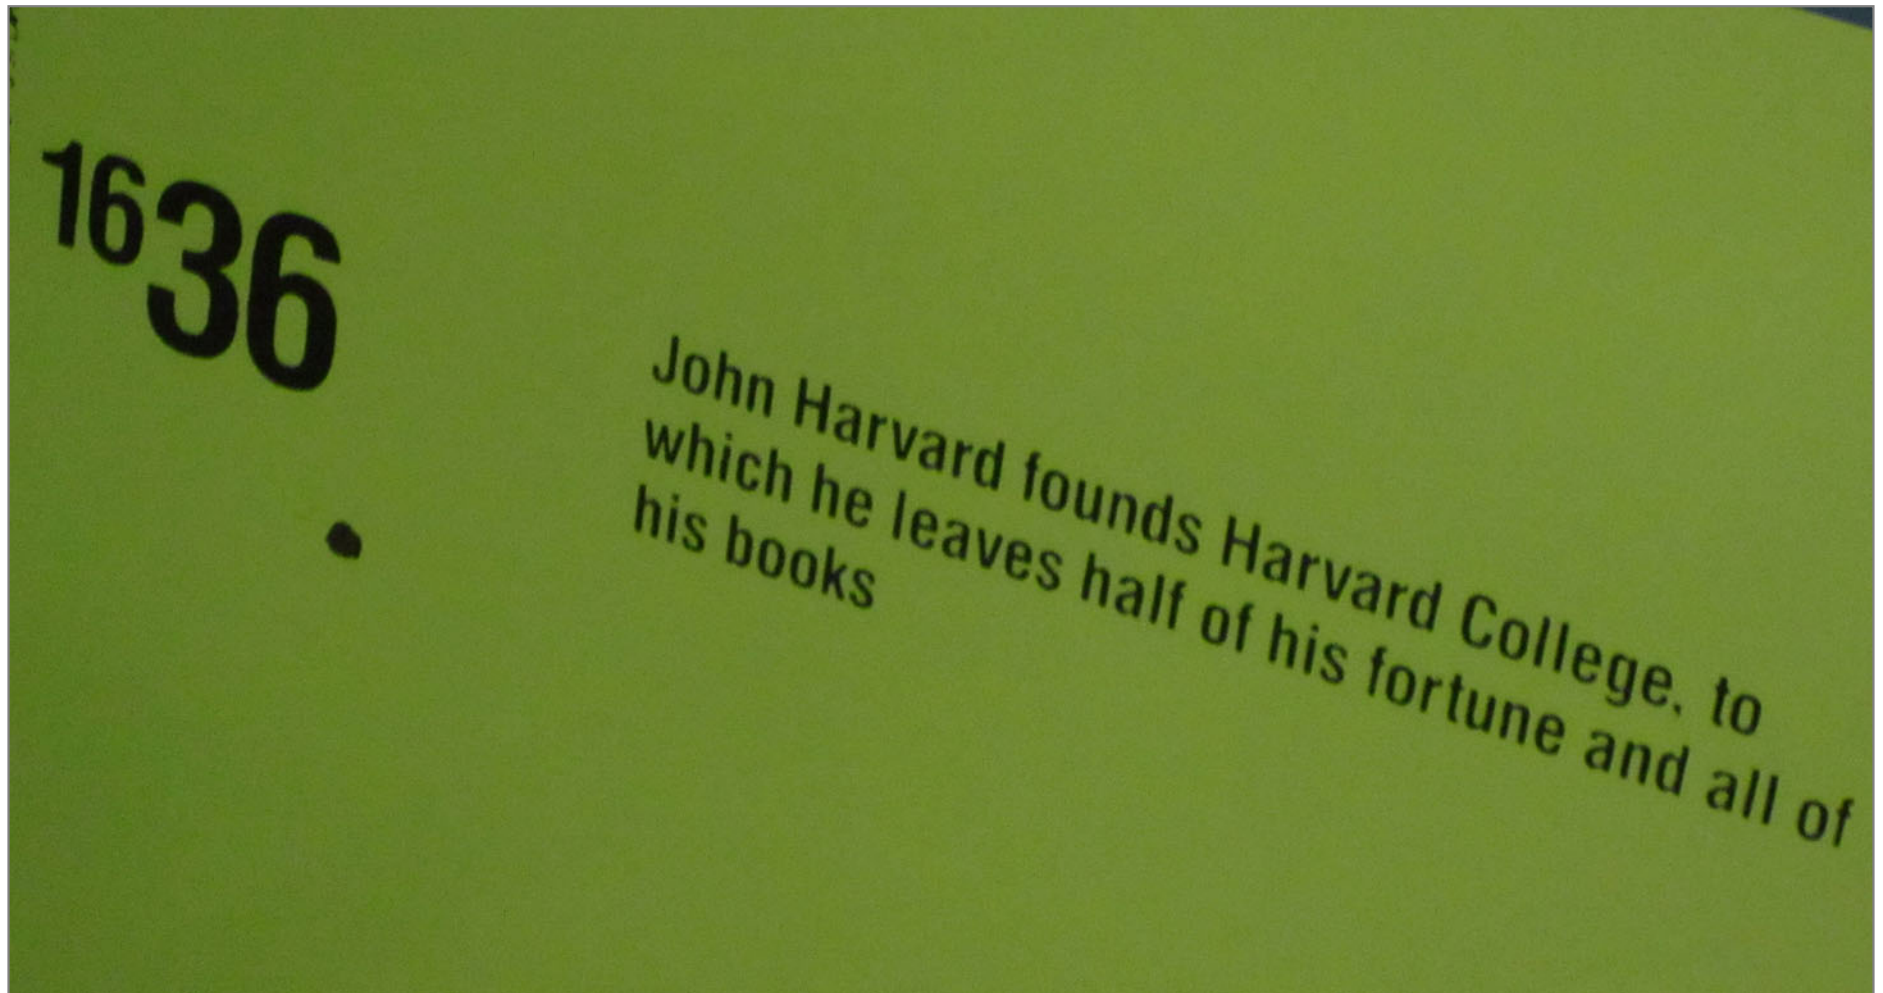 1636
John Harvard founds Harvard College, to
which he leaves half of his fortune and all of
his books